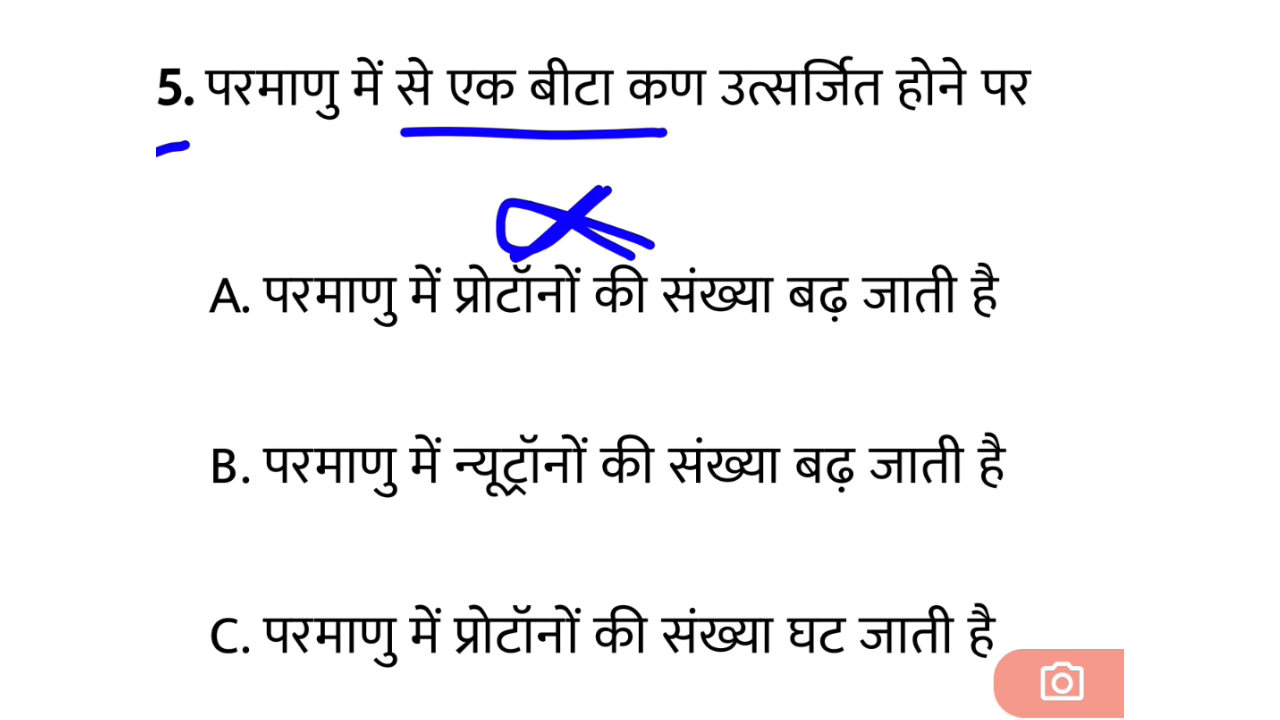 5. परमाणु में से एक बीटा कण उत्सर्जित होने पर
α
A. परमाणु में प्रोटॉनों की संख्या बढ़ जाती है
B. परमाणु में न्यूट्रॉनों की संख्या बढ़ जाती है
C. परमाणु में प्रोटॉनों की संख्या घट जाती है